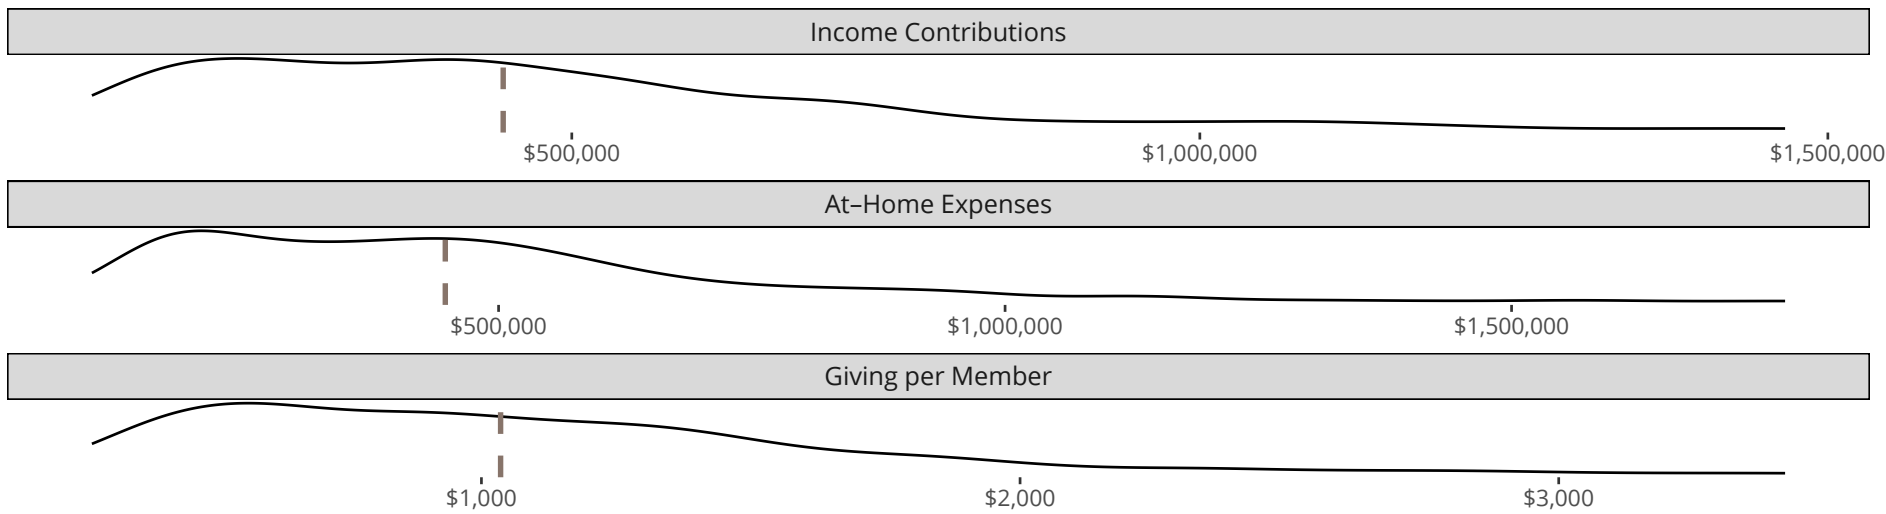 Income Contributions
$500,000 $1,000,000 $1,500,000
At–Home Expenses
$500,000 $1,000,000 $1,500,000
Giving per Member
$1,000 $2,000 $3,000